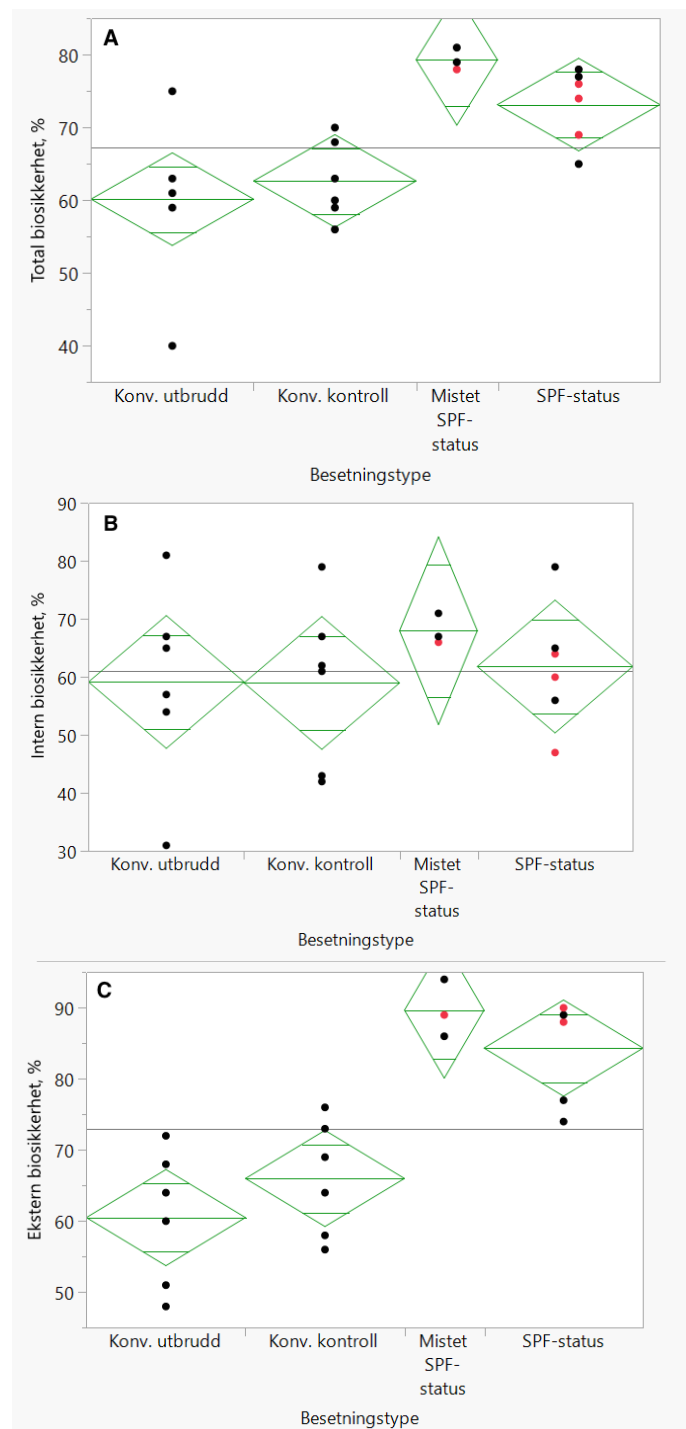 A
Total biosikkerhet, %
80
70
60
50
40
Konv. utbrudd
Konv. kontroll
Mistet
SPF-
status
SPF-status
Besetningstype
B
Intern biosikkerhet, %
90
80
70
60
50
40
30
Konv. utbrudd
Konv. kontroll
Mistet
SPF-
status
SPF-status
Besetningstype
C
Ekstern biosikkerhet, %
90
80
70
60
50
Konv. utbrudd
Konv. kontroll
Mistet
SPF-
status
SPF-status
Besetningstype